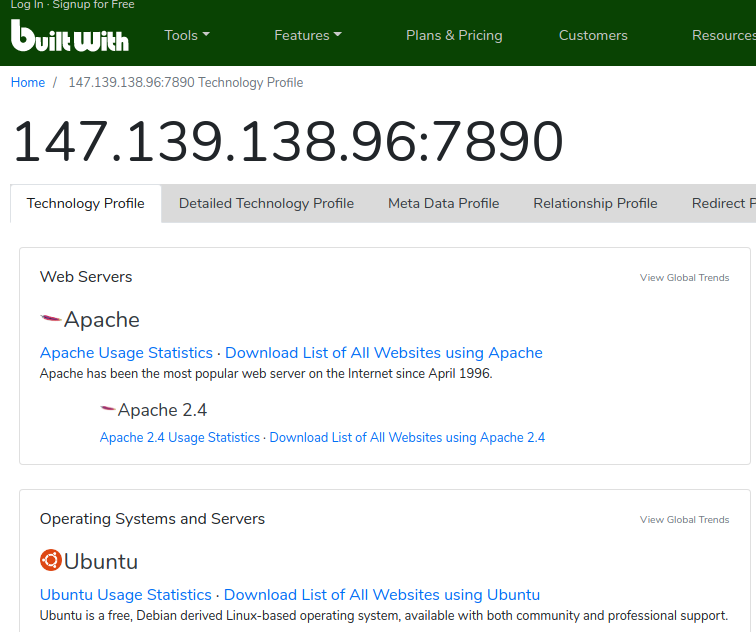 Log In · Signup for Free
built with Tools Features Plans & Pricing Customers Resources
Home / 147.139.138.96:7890 Technology Profile
147.139.138.96:7890
Technology Profile Detailed Technology Profile Meta Data Profile Relationship Profile Redirect P
Web Servers View Global Trends
Apache
Apache Usage Statistics · Download List of All Websites using Apache
Apache has been the most popular web server on the Internet since April 1996.
Apache 2.4
Apache 2.4 Usage Statistics · Download List of All Websites using Apache 2.4
Operating Systems and Servers View Global Trends
Ubuntu
Ubuntu Usage Statistics · Download List of All Websites using Ubuntu
Ubuntu is a free, Debian derived Linux-based operating system, available with both community and professional support.